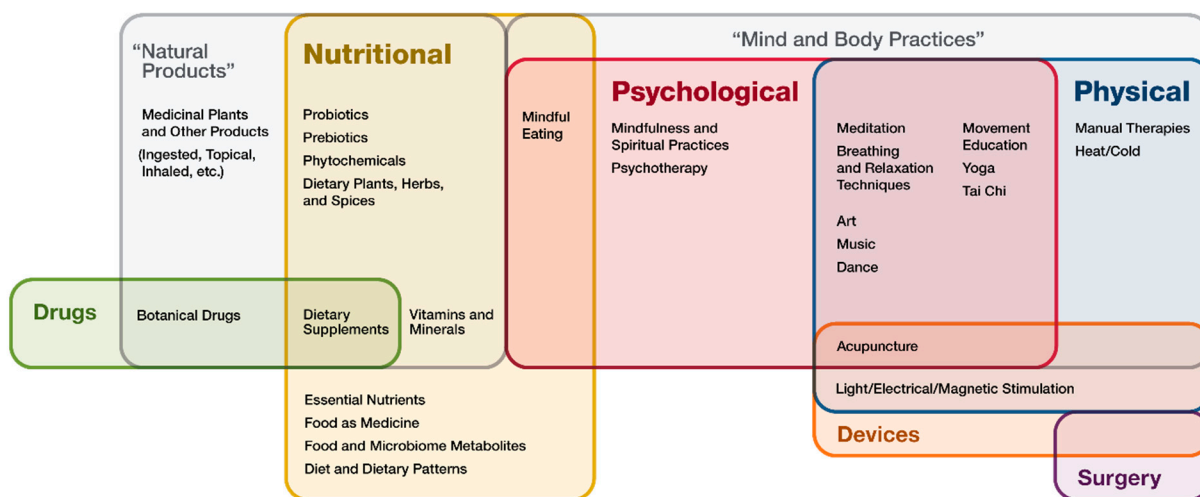 “Natural
Products”
Medicinal Plants
and Other Products
(Ingested, Topical,
Inhaled, etc.)
Nutritional
Probiotics
Prebiotics
Phytochemicals
Dietary Plants, Herbs,
and Spices
“Mind and Body Practices”
Mindful
Eating
Psychological
Mindfulness and
Spiritual Practices
Psychotherapy
Meditation
Breathing
and Relaxation
Techniques
Art
Music
Dance
Movement
Education
Yoga
Tai Chi
Physical
Manual Therapies
Heat/Cold
Drugs
Botanical Drugs
Dietary
Supplements
Vitamins and
Minerals
Acupuncture
Light/Electrical/Magnetic Stimulation
Devices
Surgery
Essential Nutrients
Food as Medicine
Food and Microbiome Metabolites
Diet and Dietary Patterns